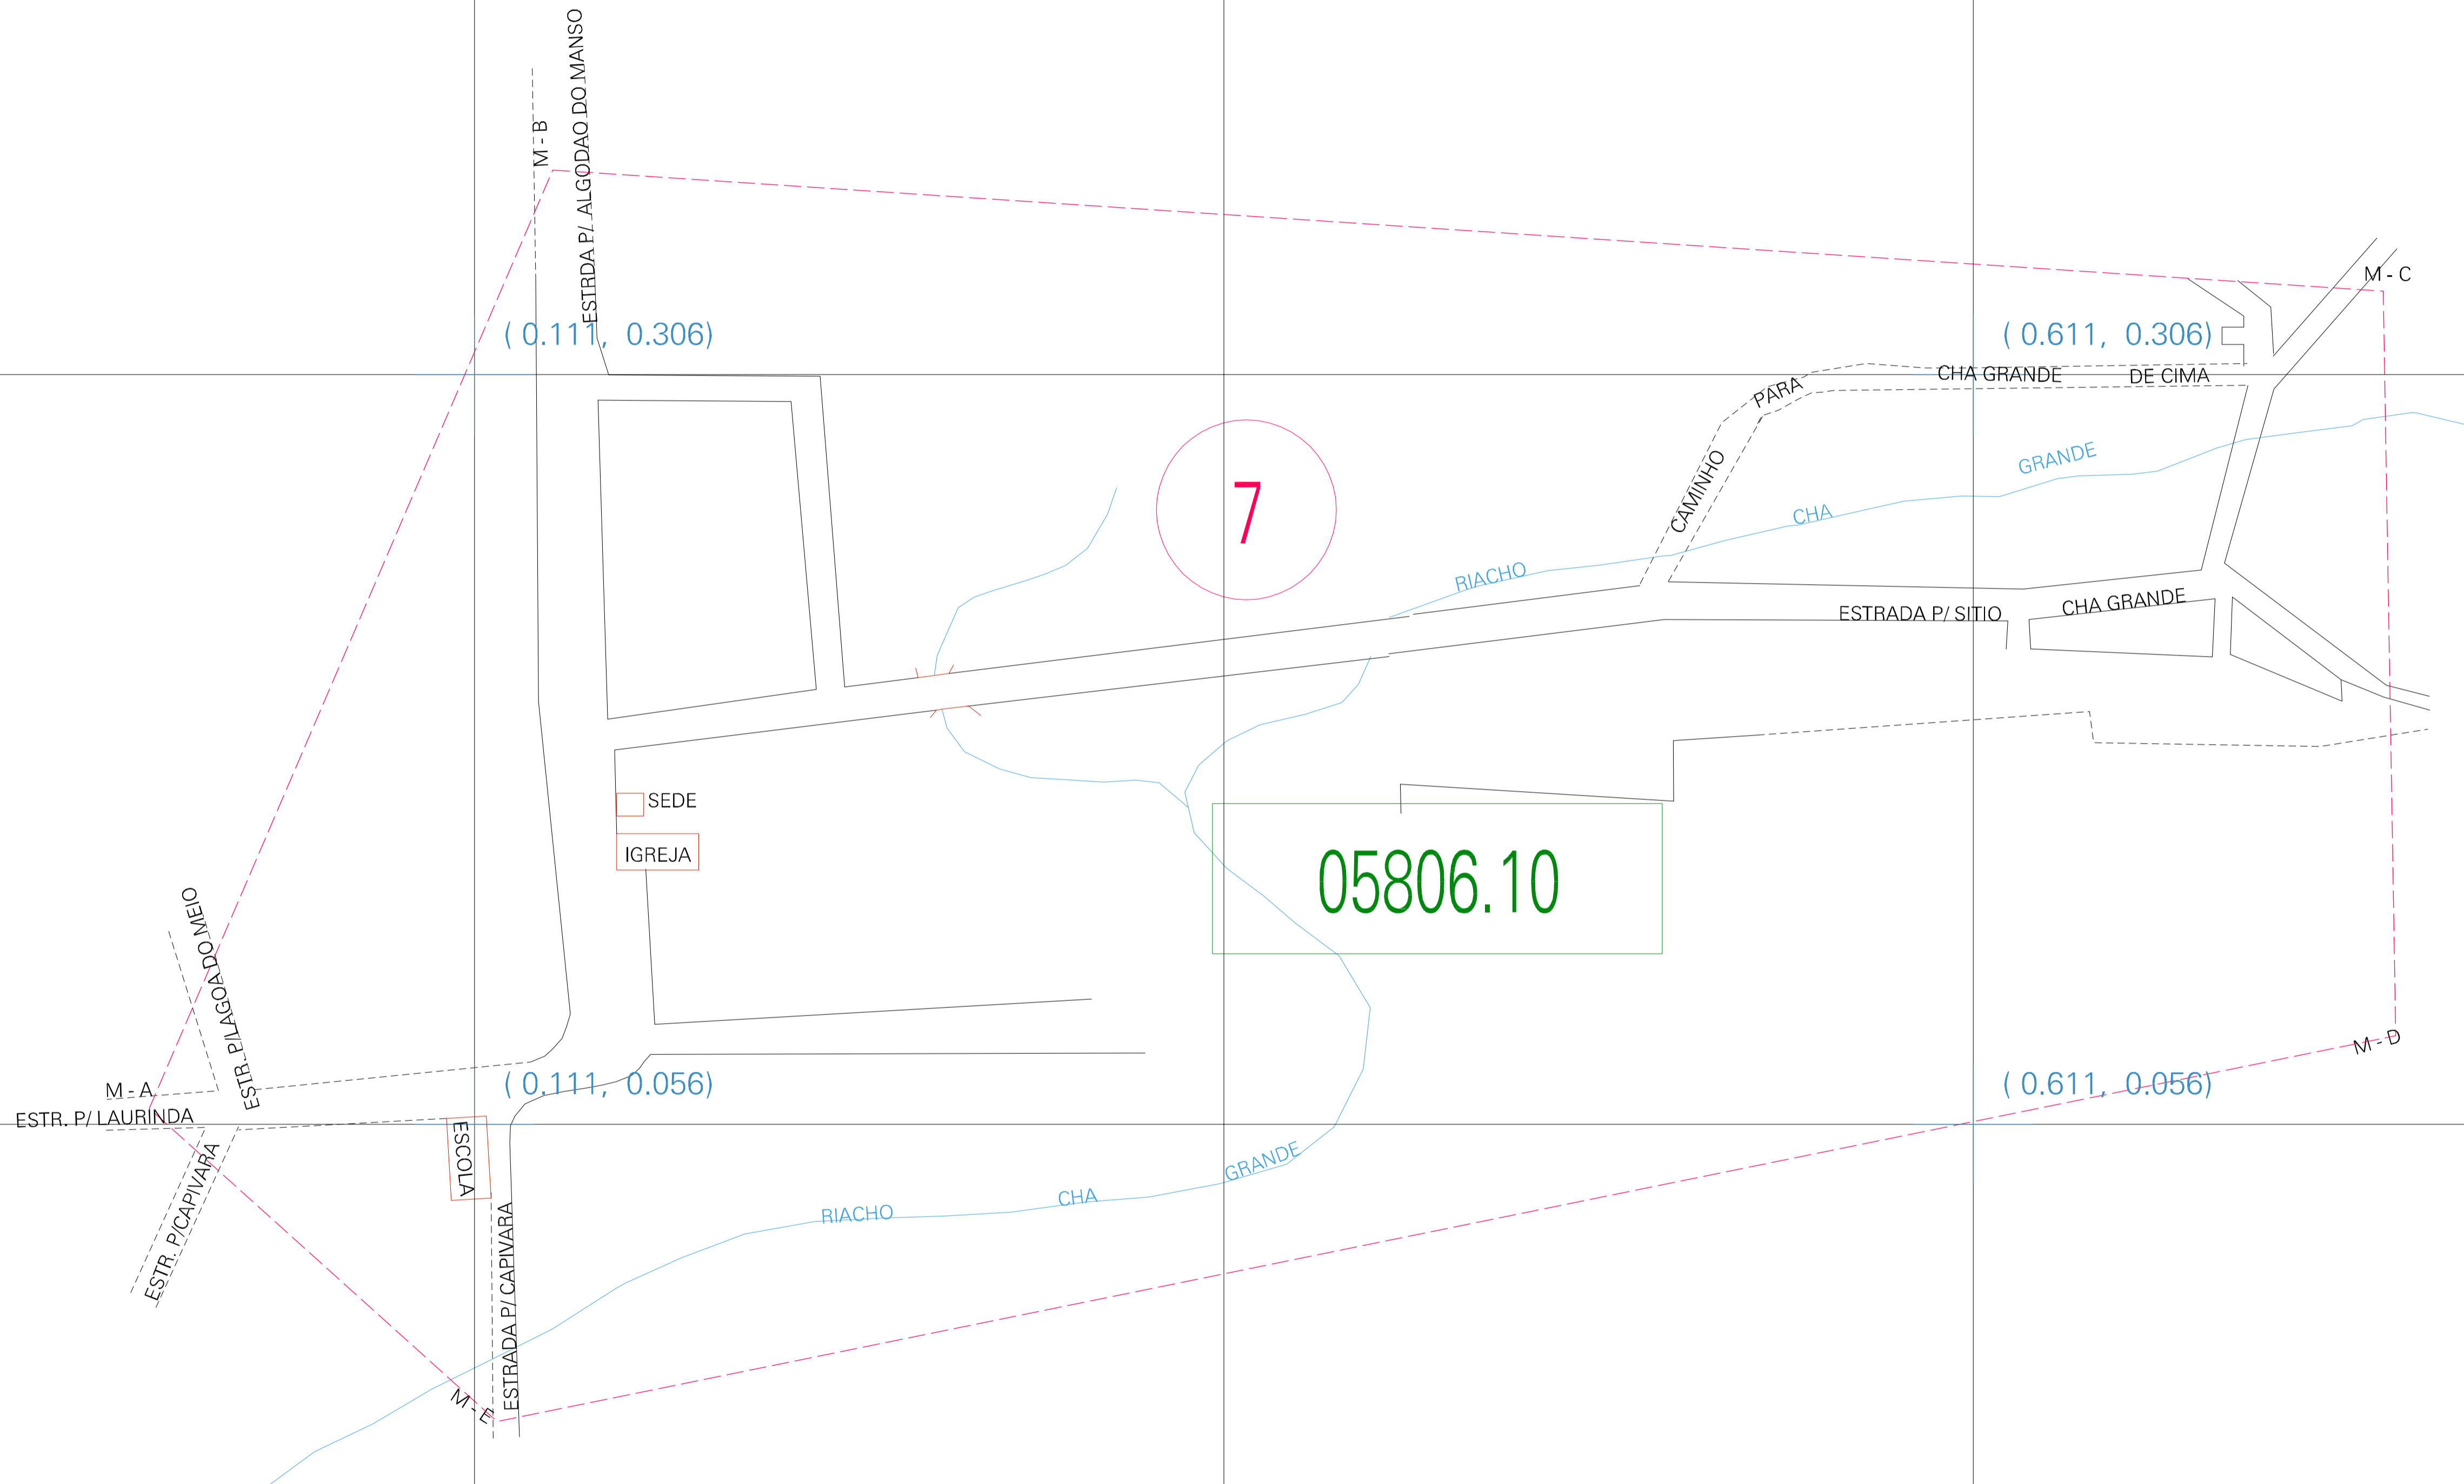 ESTRDA P/ ALGODAO DO MANSO
M - B
M - C
( 0.111, 0.306)
( 0.611, 0.306)
CHA GRANDE DE CIMA
PARA
CAMINHO
GRANDE
CHA
RIACHO
7
ESTRADA P/ SITIO
CHA GRANDE
SEDE
IGREJA
05806.10
ESTR. P/LAGOA DO MEIO
M - A
ESTR. P/ LAURINDA
( 0.111, 0.056)
( 0.611, 0.056)
M - D
ESCOLA
ESTR. P/CAPIVARA
ESTRADA P/ CAPIVARA
RIACHO
CHA
GRANDE
M - E